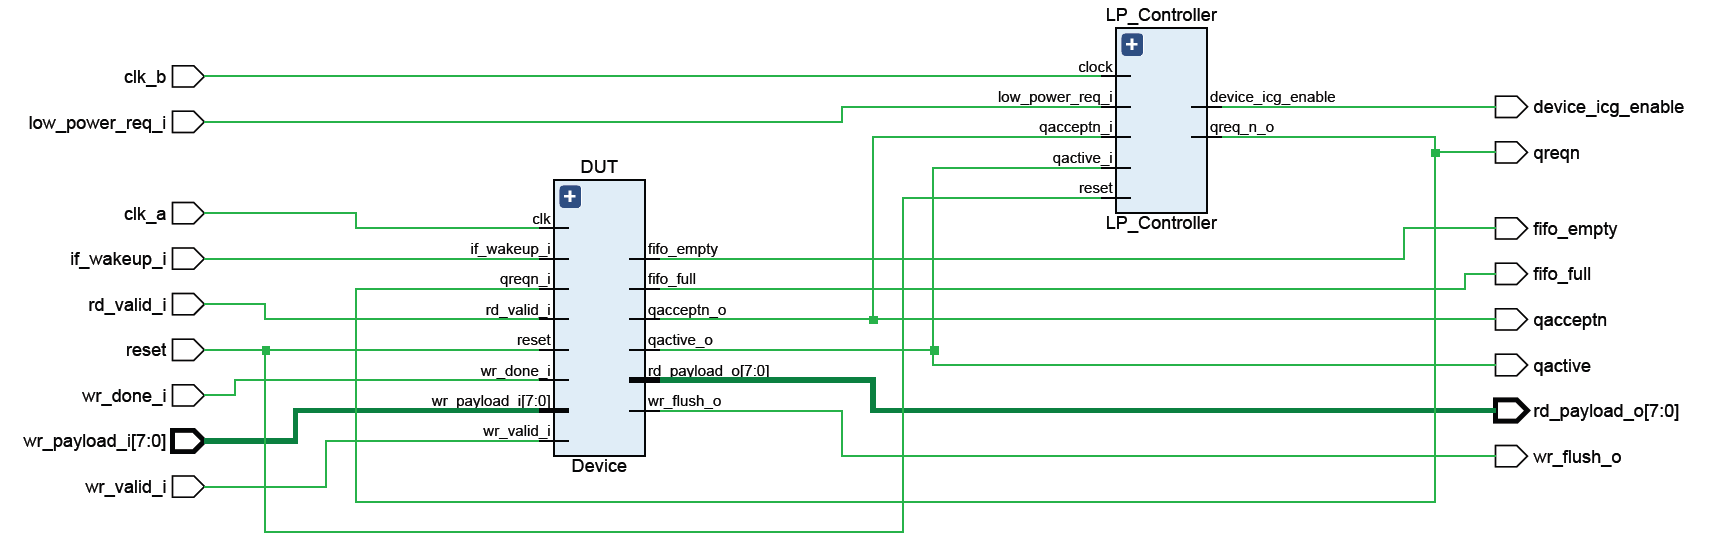 LP_Controller
clk_b
clock
low_power_req_i
device_icg_enable
device_icg_enable
low_power_req_i
qacceptn_i
qreq_n_o
qactive_i
qreqn
DUT
reset
clk_a
clk
LP_Controller
fifo_empty
if_wakeup_i
if_wakeup_i
fifo_empty
qreqn_i
fifo_full
fifo_full
rd_valid_i
rd_valid_i
qacceptn_o
qacceptn
reset
reset
qactive_o
qactive
wr_done_i
rd_payload_o[7:0]
wr_done_i
wr_payload_i[7:0]
wr_flush_o
rd_payload_o[7:0]
wr_payload_i[7:0]
wr_valid_i
wr_flush_o
Device
wr_valid_i